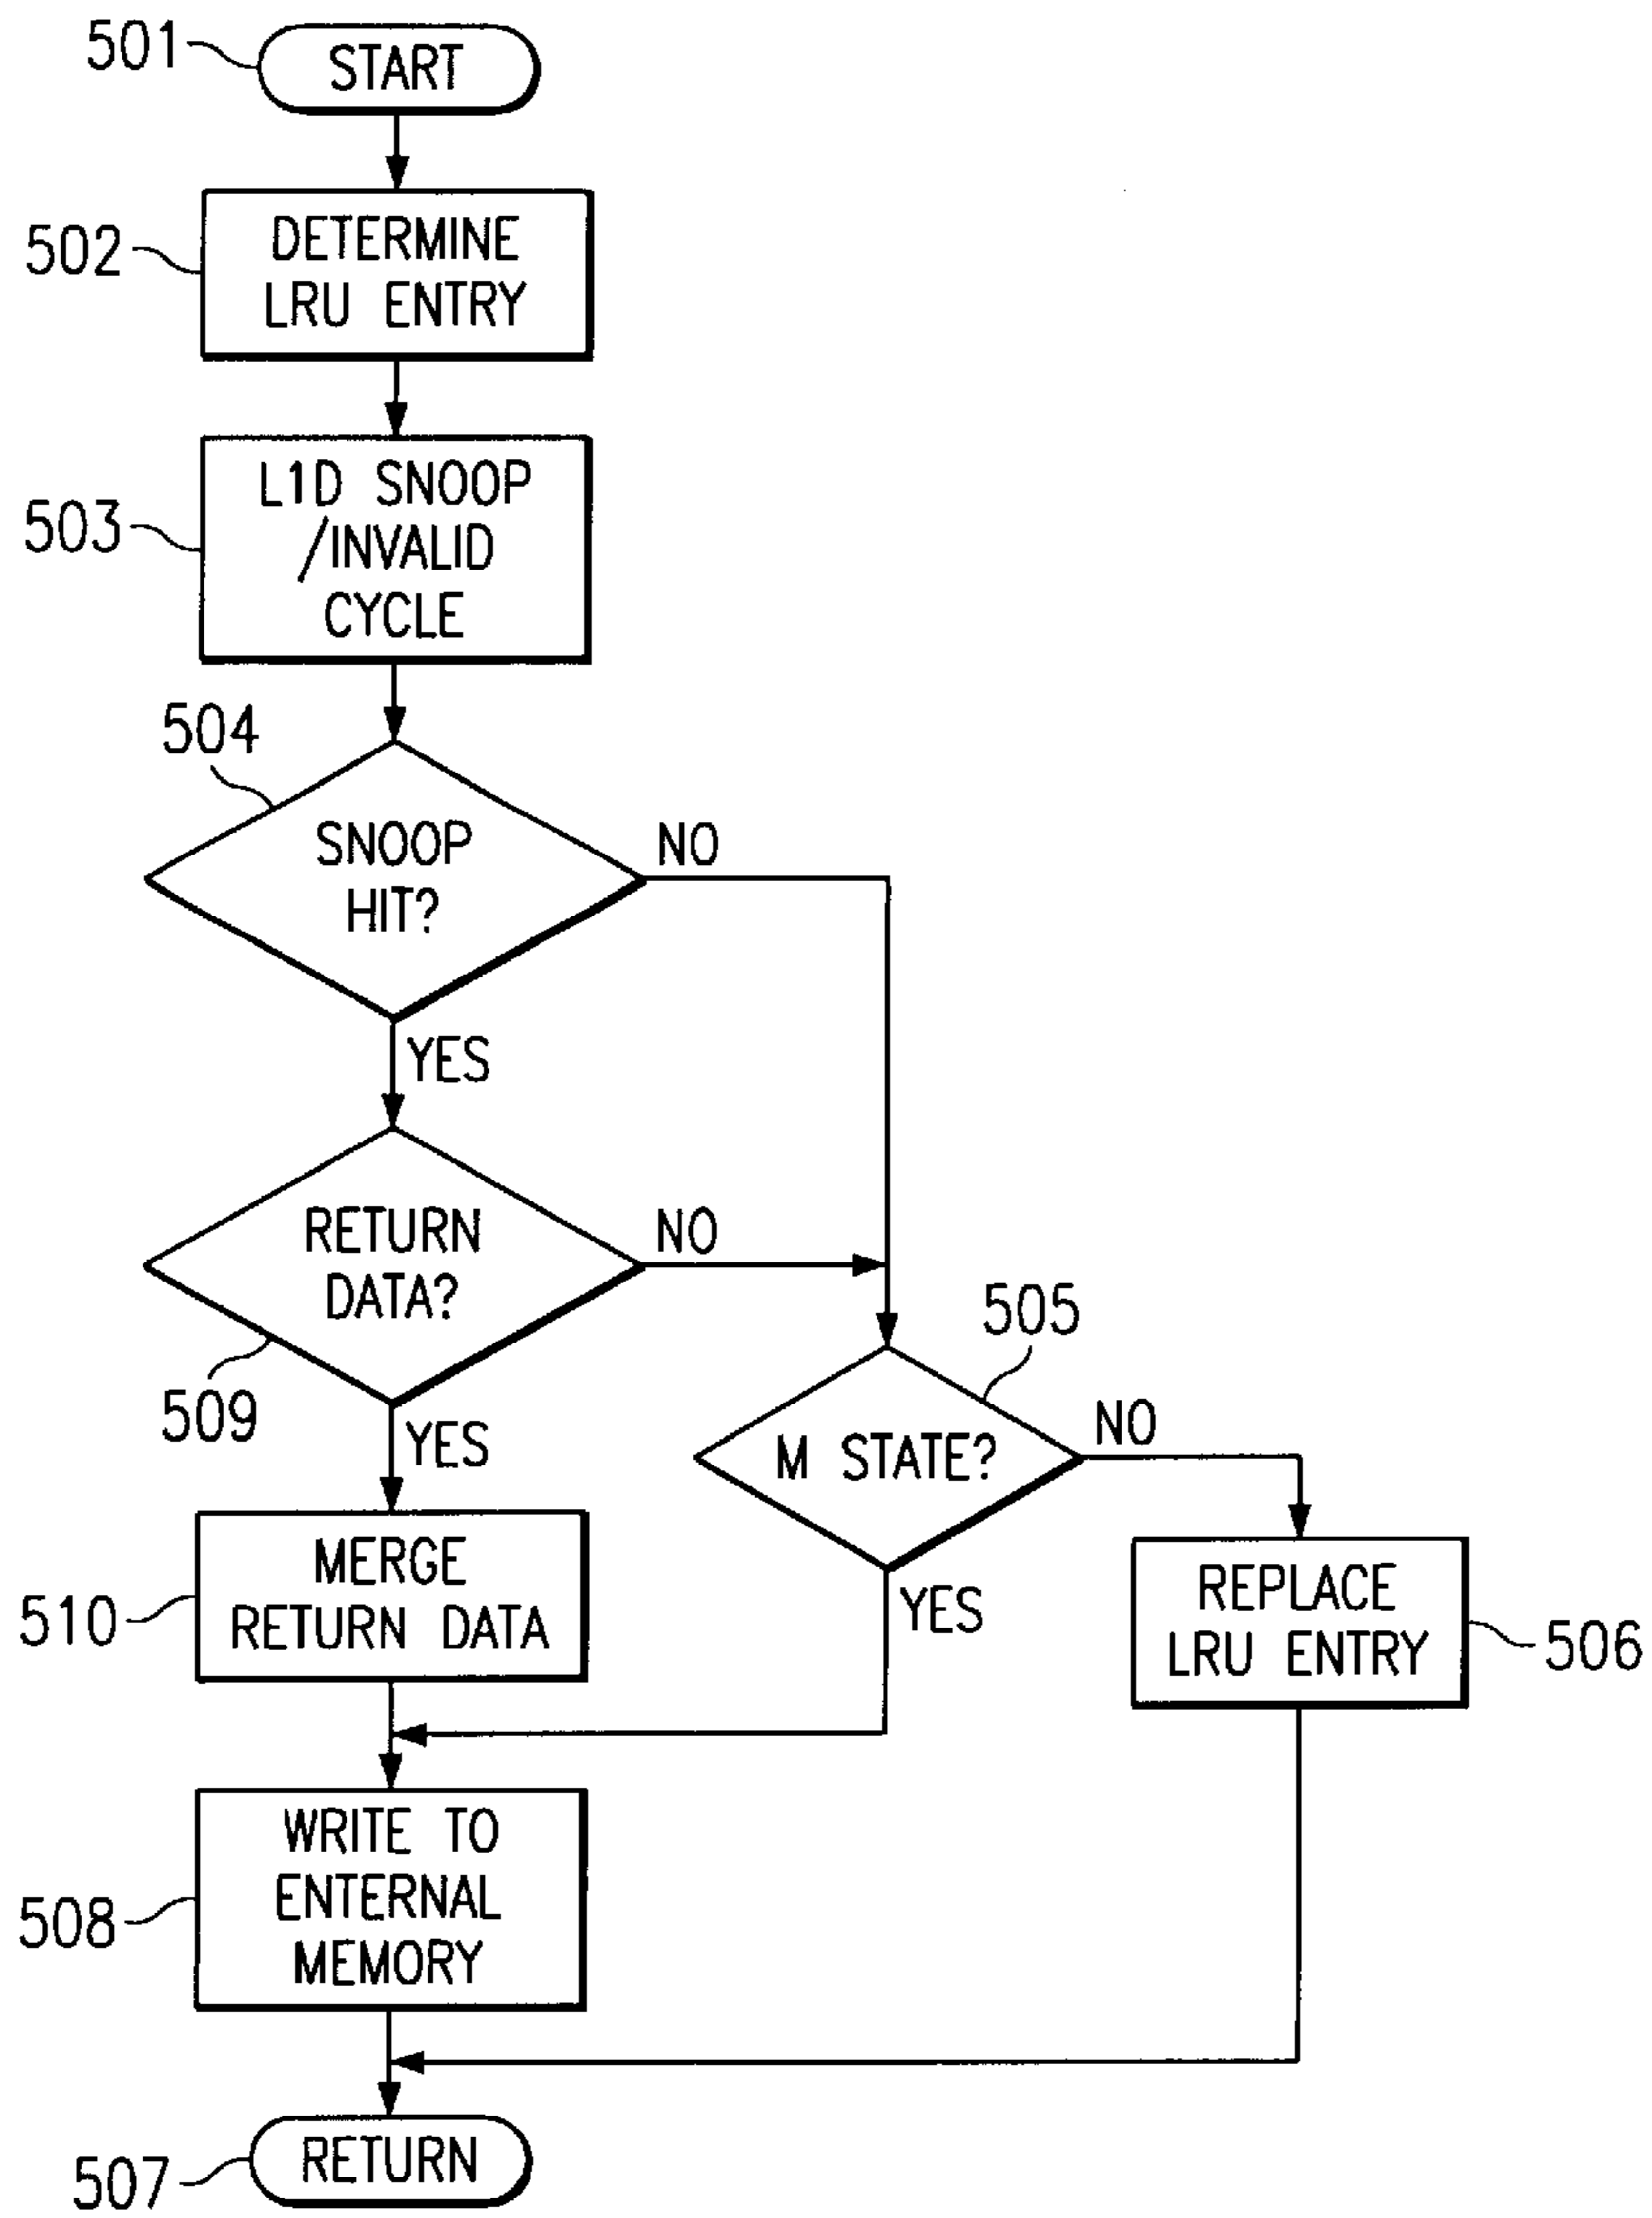 501
START
502
DETERMINE
LRU ENTRY
503
L1D SNOOP
/INVALID
CYCLE
504
SNOOP
HIT?
NO
YES
RETURN
DATA?
NO
509
YES
505
M STATE?
NO
YES
510
MERGE
RETURN DATA
REPLACE
LRU ENTRY
506
508
WRITE TO
ENTERNAL
MEMORY
507
RETURN